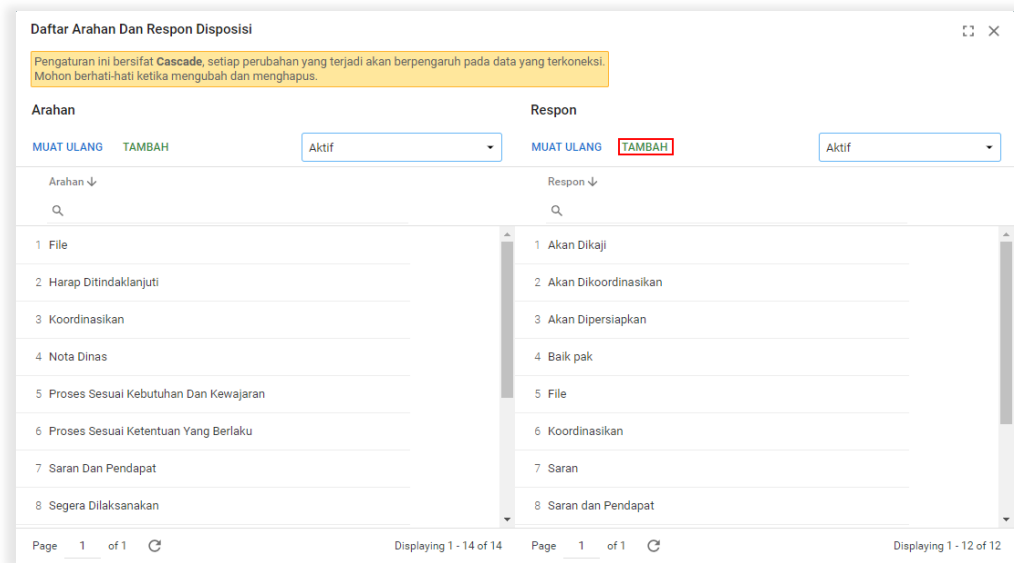 Daftar Arahan Dan Respon Disposisi
Pengaturan ini bersifat Cascade, setiap perubahan yang terjadi akan berpengaruh pada data yang terkoneksi.
Mohon berhati-hati ketika mengubah dan menghapus.
Arahan
MUAT ULANG TAMBAH Aktif
Arahan
1 File
2 Harap Ditindaklanjuti
3 Koordinasikan
4 Nota Dinas
5 Proses Sesuai Kebutuhan Dan Kewajaran
6 Proses Sesuai Ketentuan Yang Berlaku
7 Saran Dan Pendapat
8 Segera Dilaksanakan
Page 1 of 1 Displaying 1 - 14 of 14
Respon
MUAT ULANG TAMBAH Aktif
Respon
1 Akan Dikaji
2 Akan Dikoordinasikan
3 Akan Dipersiapkan
4 Baik pak
5 File
6 Koordinasikan
7 Saran
8 Saran dan Pendapat
Page 1 of 1 Displaying 1 - 12 of 12